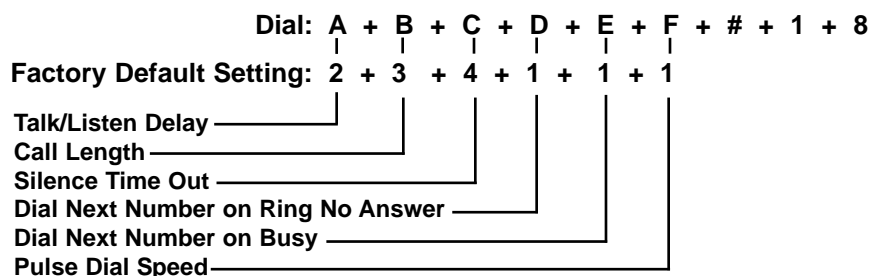 Dial: A + B + C + D + E + F + # + 1 + 8
Factory Default Setting: 2 + 3 + 4 + 1 + 1 + 1
Talk/Listen Delay
Call Length
Silence Time Out
Dial Next Number on Ring No Answer
Dial Next Number on Busy
Pulse Dial Speed